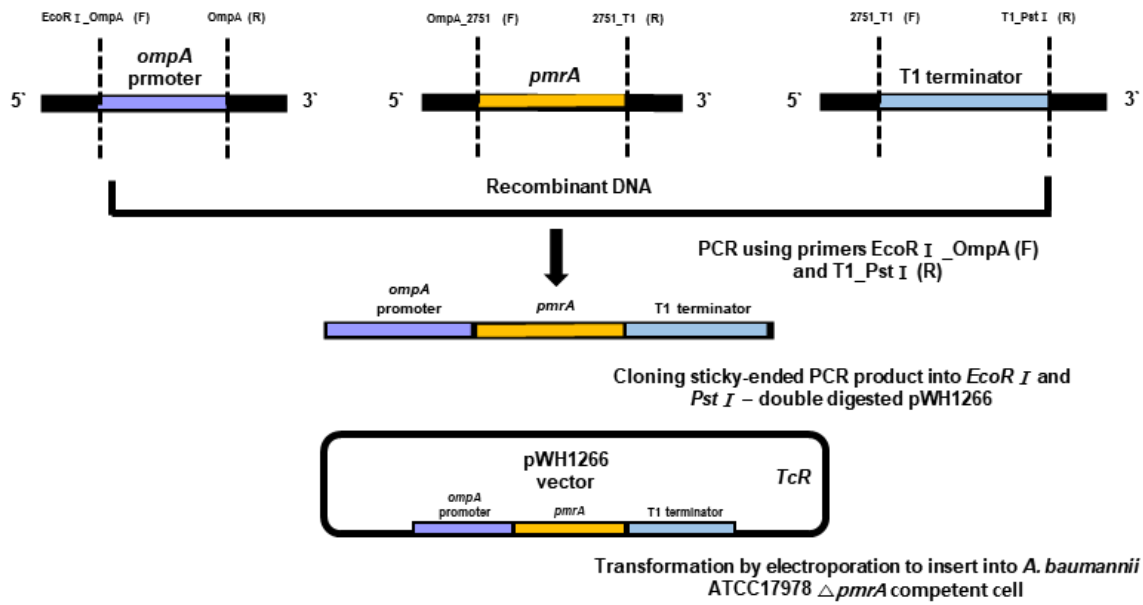 EcoR I_OmpA (F) OmpA (R) OmpA_2751 (F) 2751_T1 (R) 2751_T1 (F) T1_Pst I (R)
ompA
prmoter
pmrA
T1 terminator
5` 3` 5` 3` 5` 3`
Recombinant DNA
PCR using primers EcoR I _OmpA (F)
and T1_Pst I (R)
ompA
promoter
pmrA
T1 terminator
Cloning sticky-ended PCR product into EcoR I and
Pst I – double digested pWH1266
pWH1266
vector
TcR
ompA
promoter
pmrA
T1 terminator
Transformation by electroporation to insert into A. baumannii
ATCC17978 △pmrA competent cell